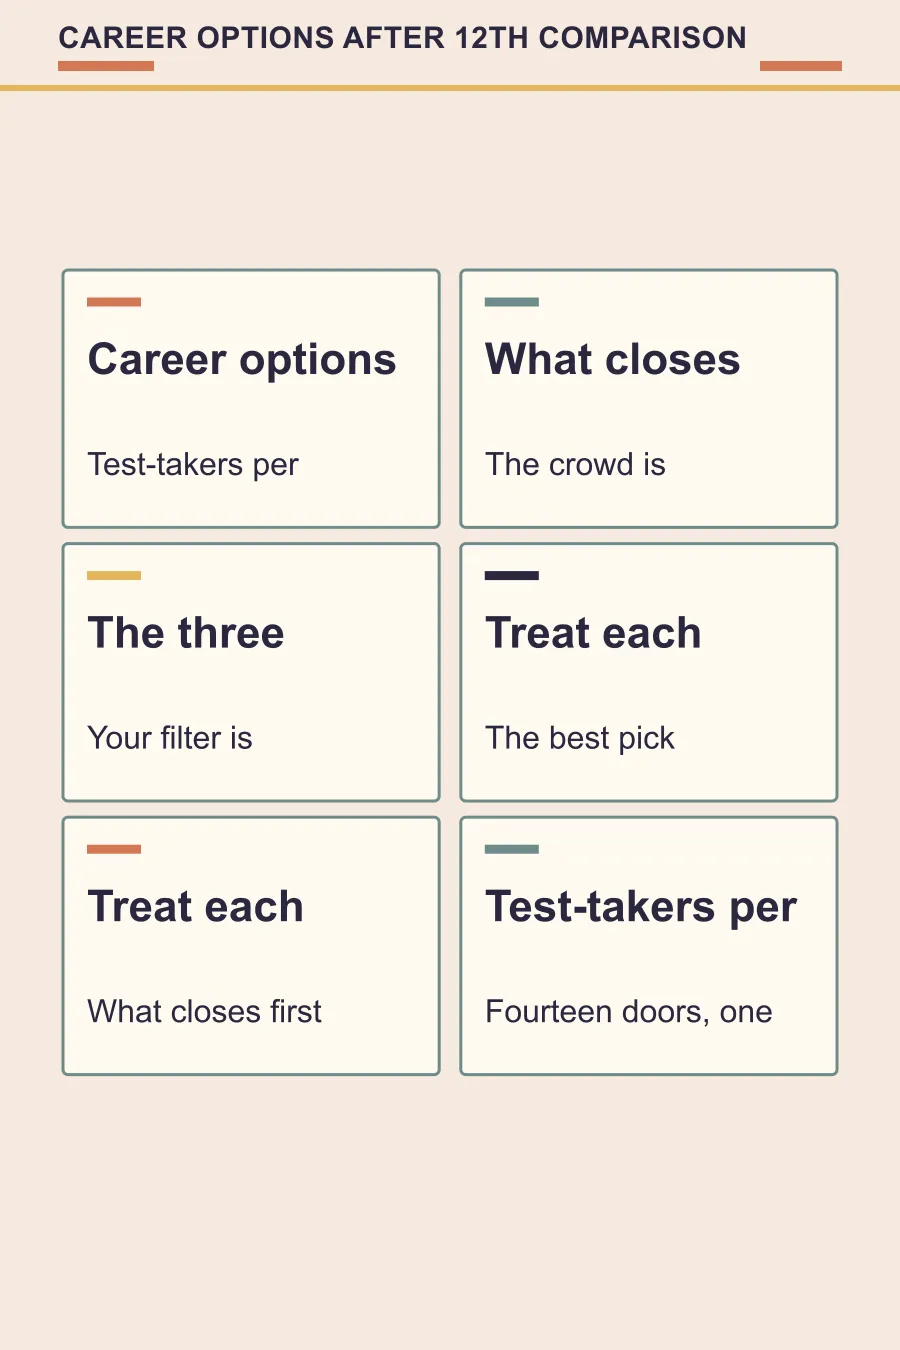 CAREER OPTIONS AFTER 12TH COMPARISON
Career options
Test-takers per
What closes
The crowd is
The three
Your filter is
Treat each
The best pick
Treat each
What closes first
Test-takers per
Fourteen doors, one